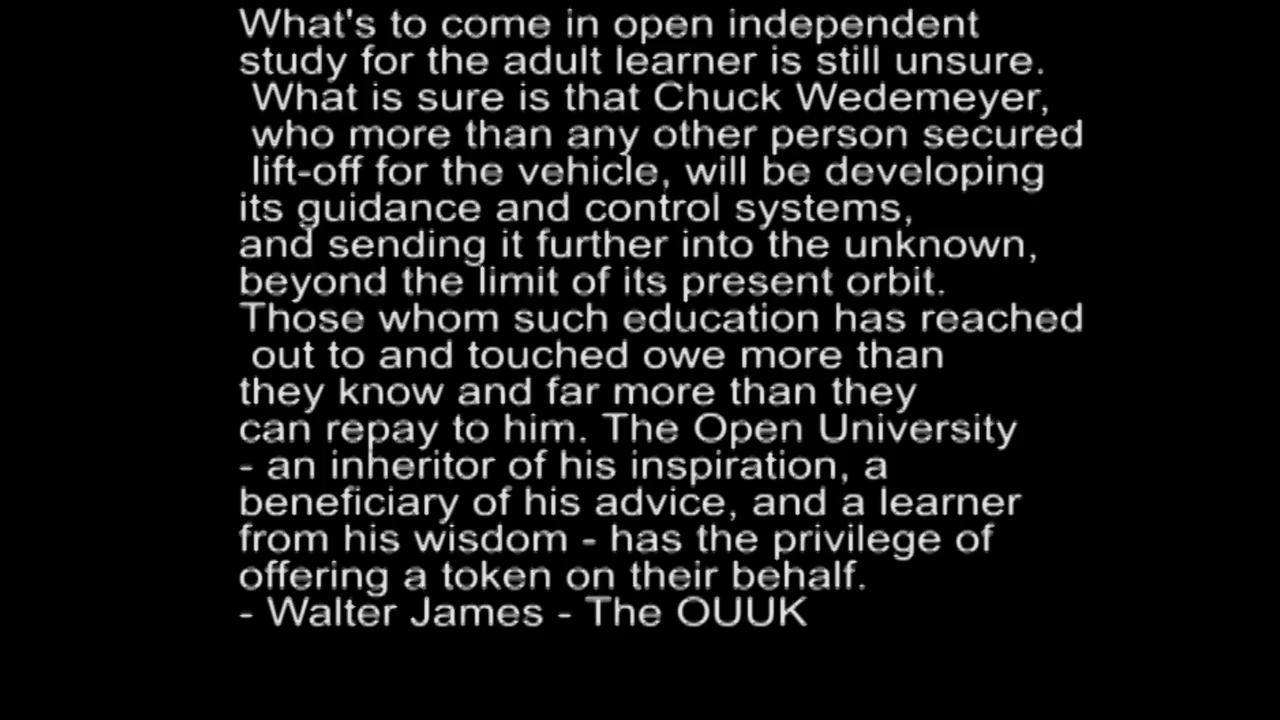 What's to come in open independent
study for the adult learner is still unsure.
What is sure is that Chuck Wedemeyer,
who more than any other person secured
lift-off for the vehicle, will be developing
its guidance and control systems,
and sending it further into the unknown,
beyond the limit of its present orbit.
Those whom such education has reached
out to and touched owe more than
they know and far more than they
can repay to him. The Open University
- an inheritor of his inspiration, a
beneficiary of his advice, and a learner
from his wisdom - has the privilege of
offering a token on their behalf.
- Walter James - The OUUK